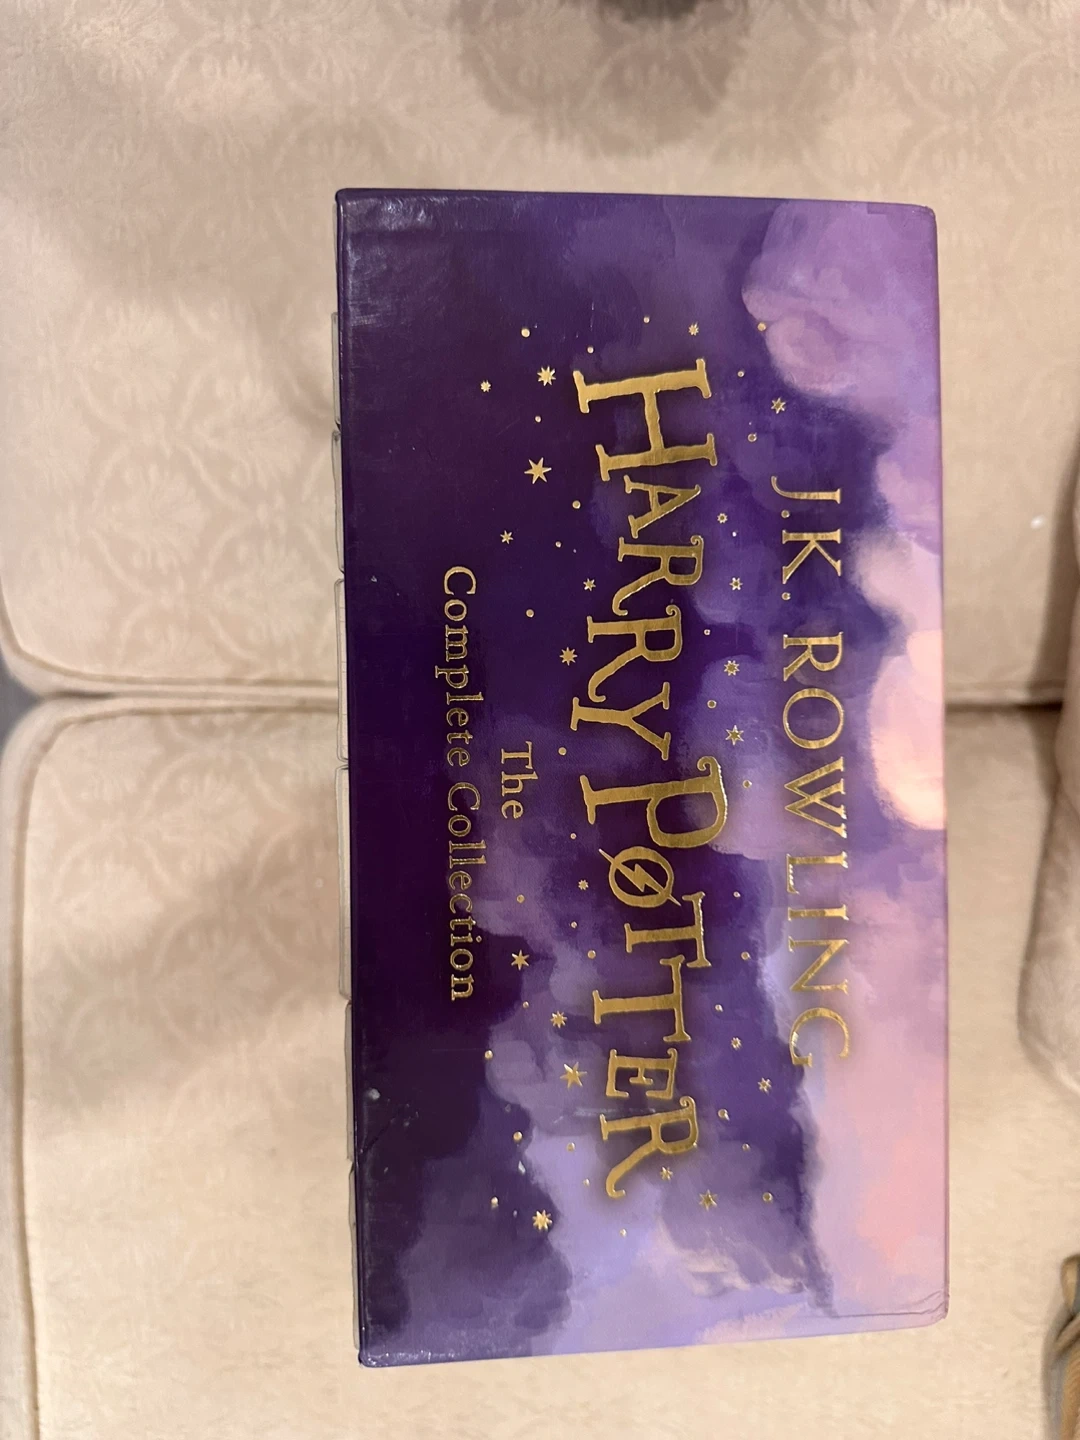 J.K. ROWLING
HARRY POTTER
The
Complete Collection